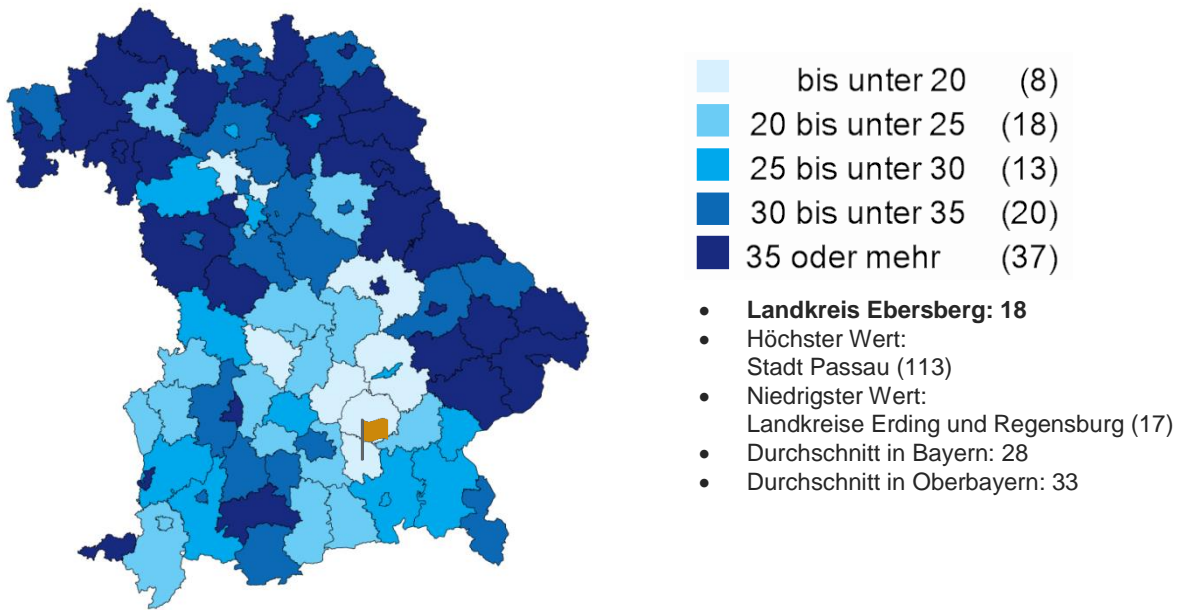 bis unter 20 (8)
20 bis unter 25 (18)
25 bis unter 30 (13)
30 bis unter 35 (20)
35 oder mehr (37)
• Landkreis Ebersberg: 18
• Höchster Wert:
Stadt Passau (113)
• Niedrigster Wert:
Landkreise Erding und Regensburg (17)
• Durchschnitt in Bayern: 28
• Durchschnitt in Oberbayern: 33